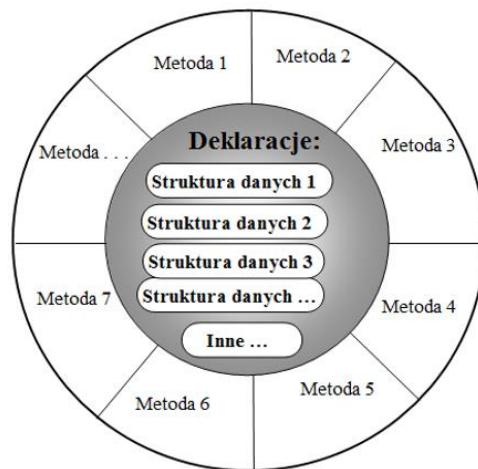 Metoda 1
Metoda 2
Metoda . . .
Metoda 3
Deklaracje:
Struktura danych 1
Struktura danych 2
Struktura danych 3
Struktura danych ...
Inne ...
Metoda 7
Metoda 4
Metoda 6
Metoda 5